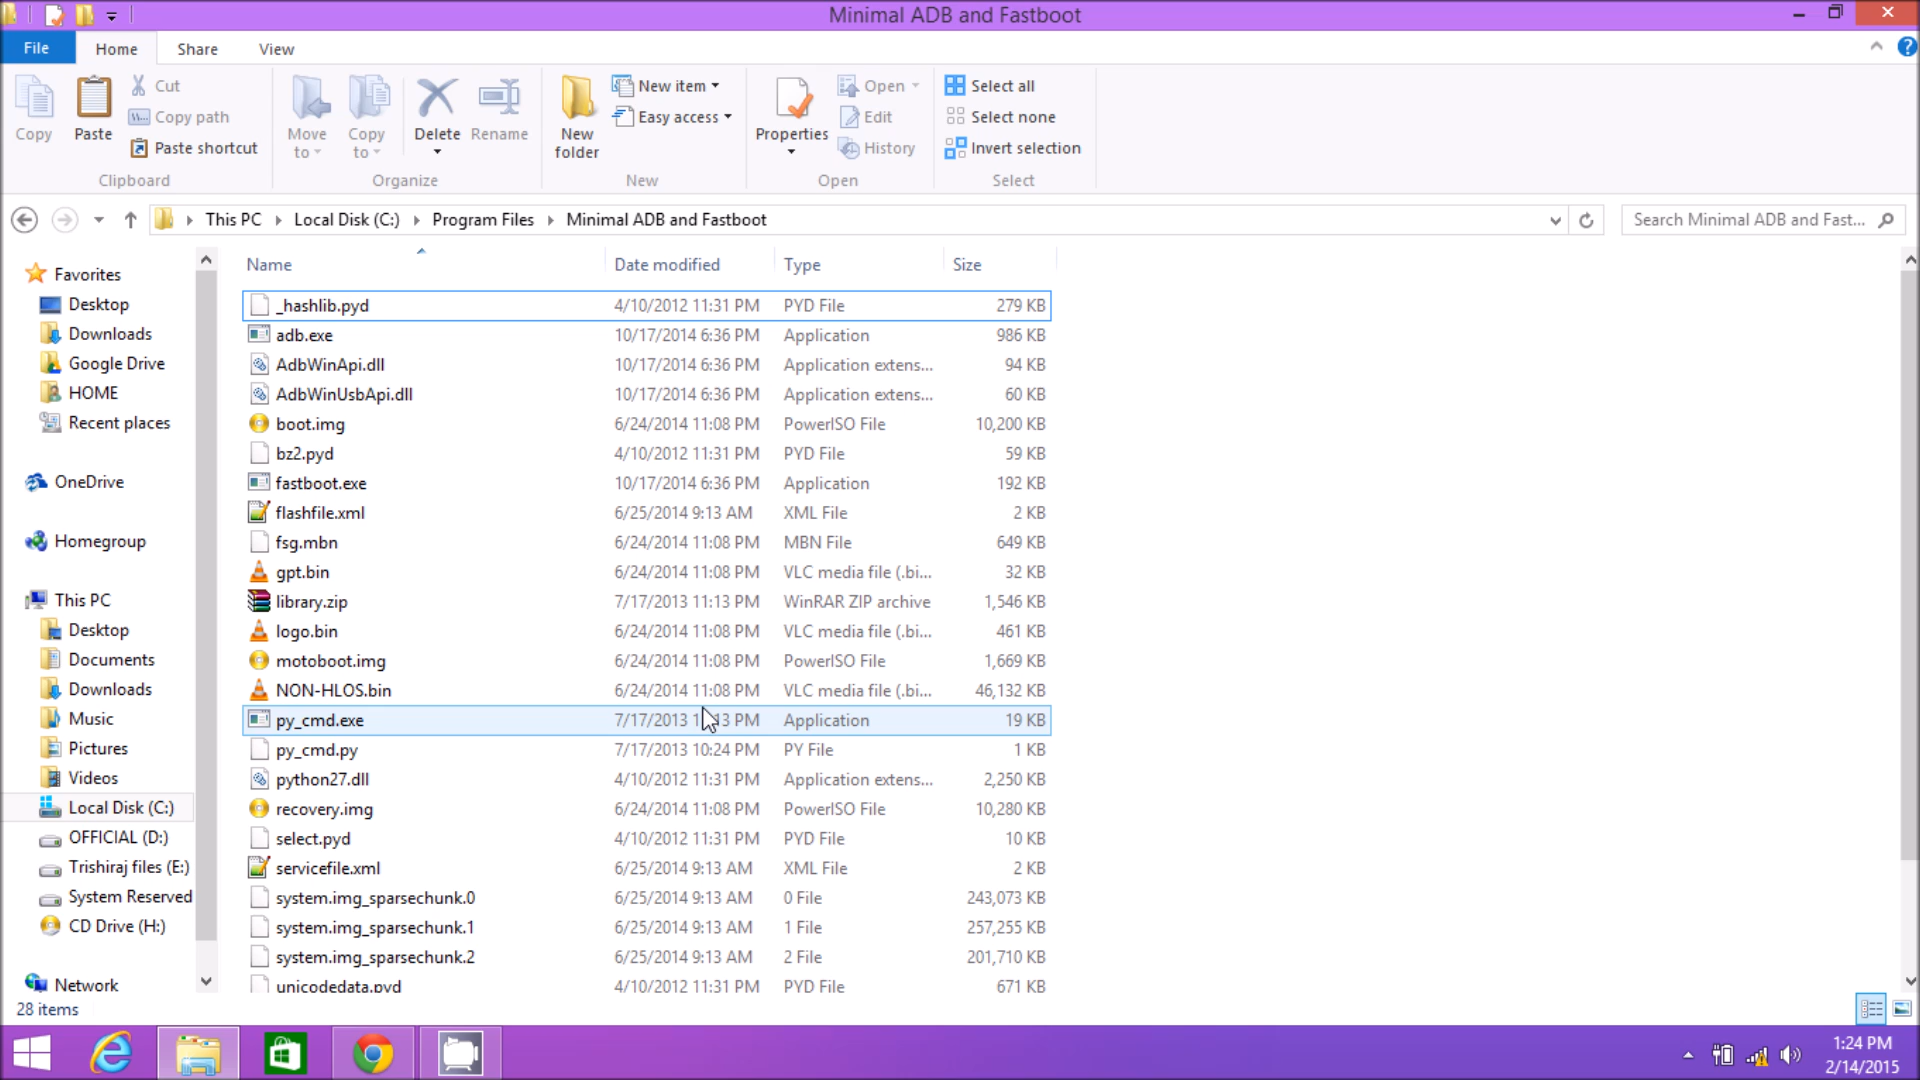 Minimal ADB and Fastboot
File Home Share View
Copy Paste Cut Copy path Paste shortcut
Clipboard
Move to Copy to Delete Rename
Organize
New folder New item Easy access
New
Properties Open Edit History
Open
Select all Select none Invert selection
Select
This PC Local Disk (C:) Program Files Minimal ADB and Fastboot
Search Minimal ADB and Fast...
Favorites
Desktop
Downloads
Google Drive
HOME
Recent places
OneDrive
Homegroup
This PC
Desktop
Documents
Downloads
Music
Pictures
Videos
Local Disk (C:)
OFFICIAL (D:)
Trishiraj files (E:)
System Reserved
CD Drive (H:)
Network
Name Date modified Type Size
_hashlib.pyd 4/10/2012 11:31 PM PYD File 279 KB
adb.exe 10/17/2014 6:36 PM Application 986 KB
AdbWinApi.dll 10/17/2014 6:36 PM Application extens... 94 KB
AdbWinUsbApi.dll 10/17/2014 6:36 PM Application extens... 60 KB
boot.img 6/24/2014 11:08 PM PowerISO File 10,200 KB
bz2.pyd 4/10/2012 11:31 PM PYD File 59 KB
fastboot.exe 10/17/2014 6:36 PM Application 192 KB
flashfile.xml 6/25/2014 9:13 AM XML File 2 KB
fsg.mbn 6/24/2014 11:08 PM MBN File 649 KB
gpt.bin 6/24/2014 11:08 PM VLC media file (.bi... 32 KB
library.zip 7/17/2013 11:13 PM WinRAR ZIP archive 1,546 KB
logo.bin 6/24/2014 11:08 PM VLC media file (.bi... 461 KB
motoboot.img 6/24/2014 11:08 PM PowerISO File 1,669 KB
NON-HLOS.bin 6/24/2014 11:08 PM VLC media file (.bi... 46,132 KB
py_cmd.exe 7/17/2013 PM Application 19 KB
py_cmd.py 7/17/2013 10:24 PM PY File 1 KB
python27.dll 4/10/2012 11:31 PM Application extens... 2,250 KB
recovery.img 6/24/2014 11:08 PM PowerISO File 10,280 KB
select.pyd 4/10/2012 11:31 PM PYD File 10 KB
servicefile.xml 6/25/2014 9:13 AM XML File 2 KB
system.img_sparsechunk.0 6/25/2014 9:13 AM 0 File 243,073 KB
system.img_sparsechunk.1 6/25/2014 9:13 AM 1 File 257,255 KB
system.img_sparsechunk.2 6/25/2014 9:13 AM 2 File 201,710 KB
unicodedata.pyd 4/10/2012 11:31 PM PYD File 671 KB
28 items
1:24 PM
2/14/2015